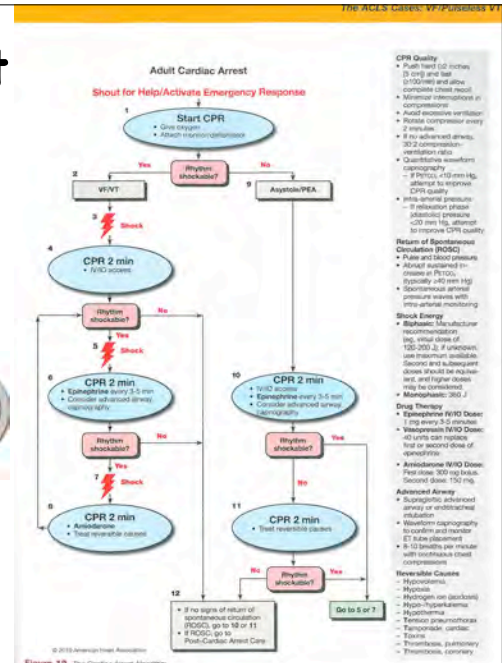 The ACLS Cases: VF/Pulseless VT
t
Adult Cardiac Arrest
Shout for Help/Activate Emergency Response
1
Start CPR
• Give oxygen
• Attach monitor/defibrillator
Yes
Rhythm
shockable?
No
2
VF/VT
9
Asystole/PEA
3
Shock
4
CPR 2 min
• IV/IO access
Rhythm
shockable?
No
Yes
5
Shock
6
CPR 2 min
• Epinephrine every 3-5 min
• Consider advanced airway,
capnography
Rhythm
shockable?
No
Yes
7
Shock
8
CPR 2 min
• Amiodarone
• Treat reversible causes
10
CPR 2 min
• IV/IO access
• Epinephrine every 3-5 min
• Consider advanced airway,
capnography
Rhythm
shockable?
Yes
No
11
CPR 2 min
• Treat reversible causes
No
Rhythm
shockable?
Yes
12
• If no signs of return of
spontaneous circulation
(ROSC), go to 10 or 11
• If ROSC, go to
Post-Cardiac Arrest Care
Go to 5 or 7
© 2010 American Heart Association
CPR Quality
• Push hard (≥2 inches
[5 cm]) and fast
(≥100/min) and allow
complete chest recoil
• Minimize interruptions in
compressions
• Avoid excessive ventilation
• Rotate compressor every
2 minutes
• If no advanced airway,
30:2 compression-
ventilation ratio
• Quantitative waveform
capnography
– If PETCO2 <10 mm Hg,
attempt to improve
CPR quality
• Intra-arterial pressure
– If relaxation phase
(diastolic) pressure
<20 mm Hg, attempt
to improve CPR quality
Return of Spontaneous
Circulation (ROSC)
• Pulse and blood pressure
• Abrupt sustained in-
crease in PETCO2
(typically ≥40 mm Hg)
• Spontaneous arterial
pressure waves with
intra-arterial monitoring
Shock Energy
• Biphasic: Manufacturer
recommendation
(eg, initial dose of
120-200 J); if unknown,
use maximum available.
Second and subsequent
doses should be equiva-
lent, and higher doses
may be considered.
• Monophasic: 360 J
Drug Therapy
• Epinephrine IV/IO Dose:
1 mg every 3-5 minutes
• Vasopressin IV/IO Dose:
40 units can replace
first or second dose of
epinephrine
• Amiodarone IV/IO Dose:
First dose: 300 mg bolus.
Second dose: 150 mg.
Advanced Airway
• Supraglottic advanced
airway or endotracheal
intubation
• Waveform capnography
to confirm and monitor
ET tube placement
• 8-10 breaths per minute
with continuous chest
compressions
Reversible Causes
– Hypovolemia
– Hypoxia
– Hydrogen ion (acidosis)
– Hypo-/hyperkalemia
– Hypothermia
– Tension pneumothorax
– Tamponade, cardiac
– Toxins
– Thrombosis, pulmonary
– Thrombosis, coronary